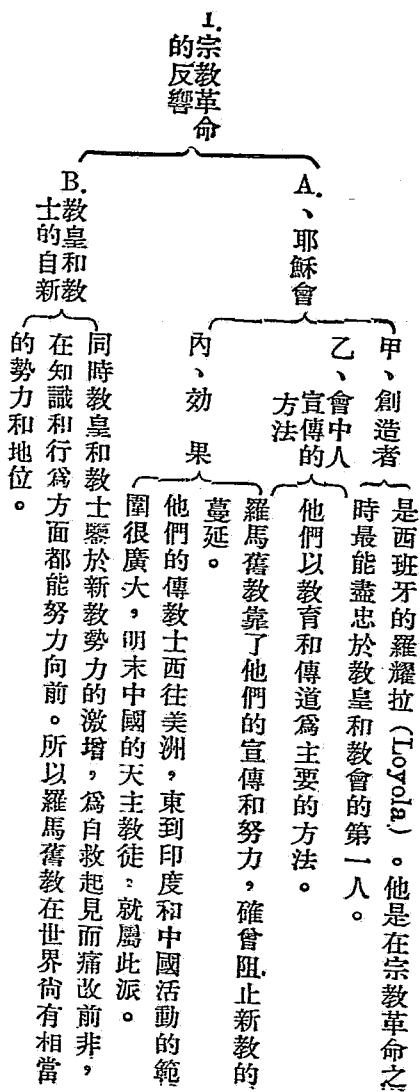 1.宗教革命
的反響
A.、耶穌會
甲、創造者
是西班牙的羅耀拉(Loyola.)。他是在宗教革命之
時最能盡忠於教皇和教會的第一人。
乙、會中人
宣傳的
方法
他們以教育和傳道爲主要的方法。
丙、効果
羅馬舊教靠了他們的宣傳和努力，確曾阻止新教的
蔓延。
他們的傳教士西往美洲，東到印度和中國活動的範
圍很廣大，明末中國的天主教徒，就屬此派。
B.教皇和教
士的自新
同時教皇和教士鑒於新教勢力的激增，爲自救起見而痛改前非，
在知識和行爲方面都能努力向前。所以羅馬舊教在世界尙有相當
的勢力和地位。